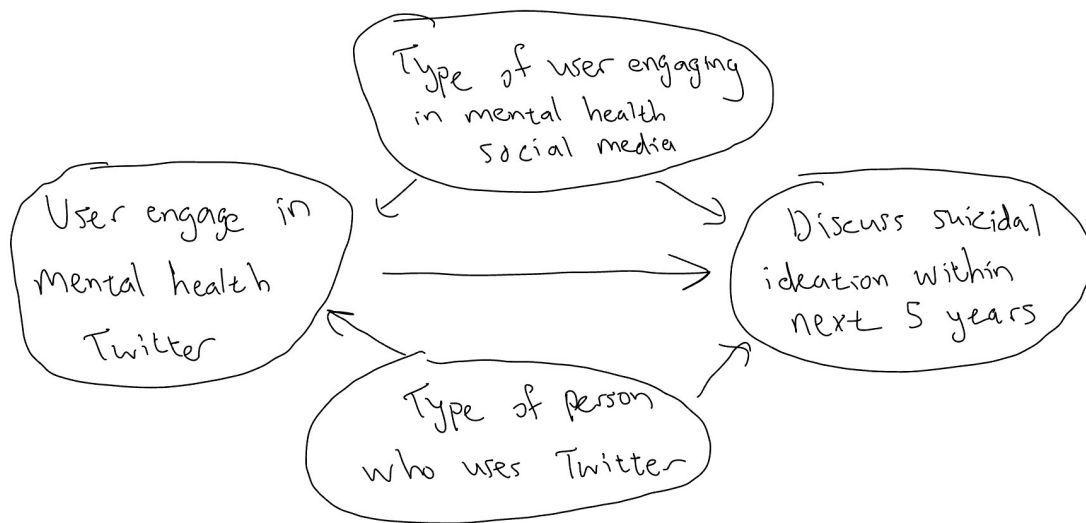 Type of user engaging
in mental health
social media
User engage in
mental health
Twitter
Discuss suicidal
ideation within
next 5 years
Type of person
who uses Twitter